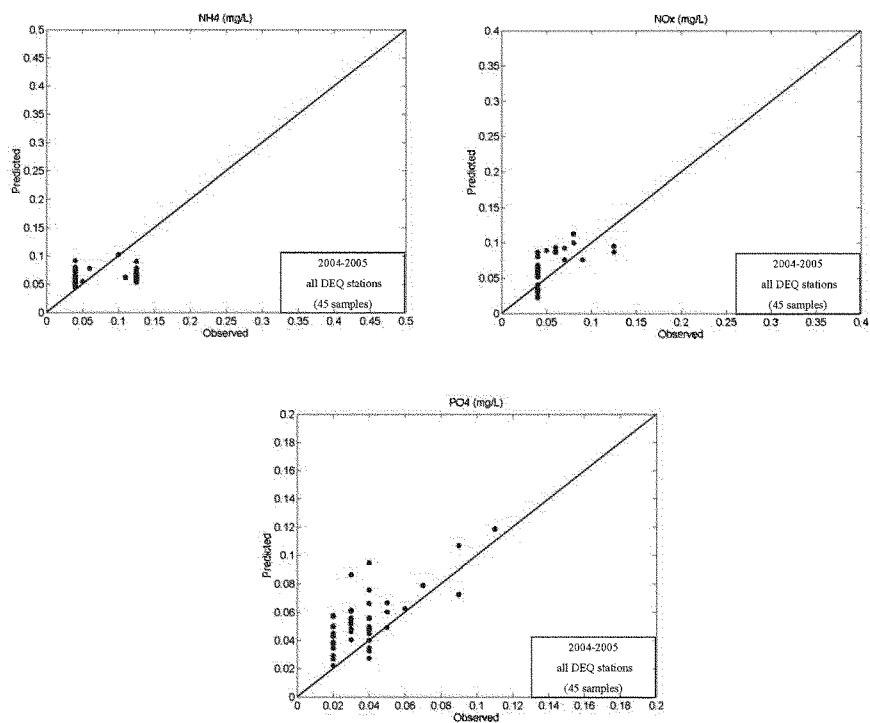 NH4 (mg/L)
0.5
0.45
0.4
0.35
0.3
0.25
0.2
0.15
0.1
0.05
0
Predicted
0 0.05 0.1 0.15 0.2 0.25 0.3 0.35 0.4 0.45 0.5
Observed
2004-2005
all DEQ stations
(45 samples)
NOx (mg/L)
0.4
0.35
0.3
0.25
0.2
0.15
0.1
0.05
0
Predicted
0 0.05 0.1 0.15 0.2 0.25 0.3 0.35 0.4
Observed
2004-2005
all DEQ stations
(45 samples)
PO4 (mg/L)
0.2
0.18
0.16
0.14
0.12
0.1
0.08
0.06
0.04
0.02
0
Predicted
0 0.02 0.04 0.06 0.08 0.1 0.12 0.14 0.16 0.18 0.2
Observed
2004-2005
all DEQ stations
(45 samples)